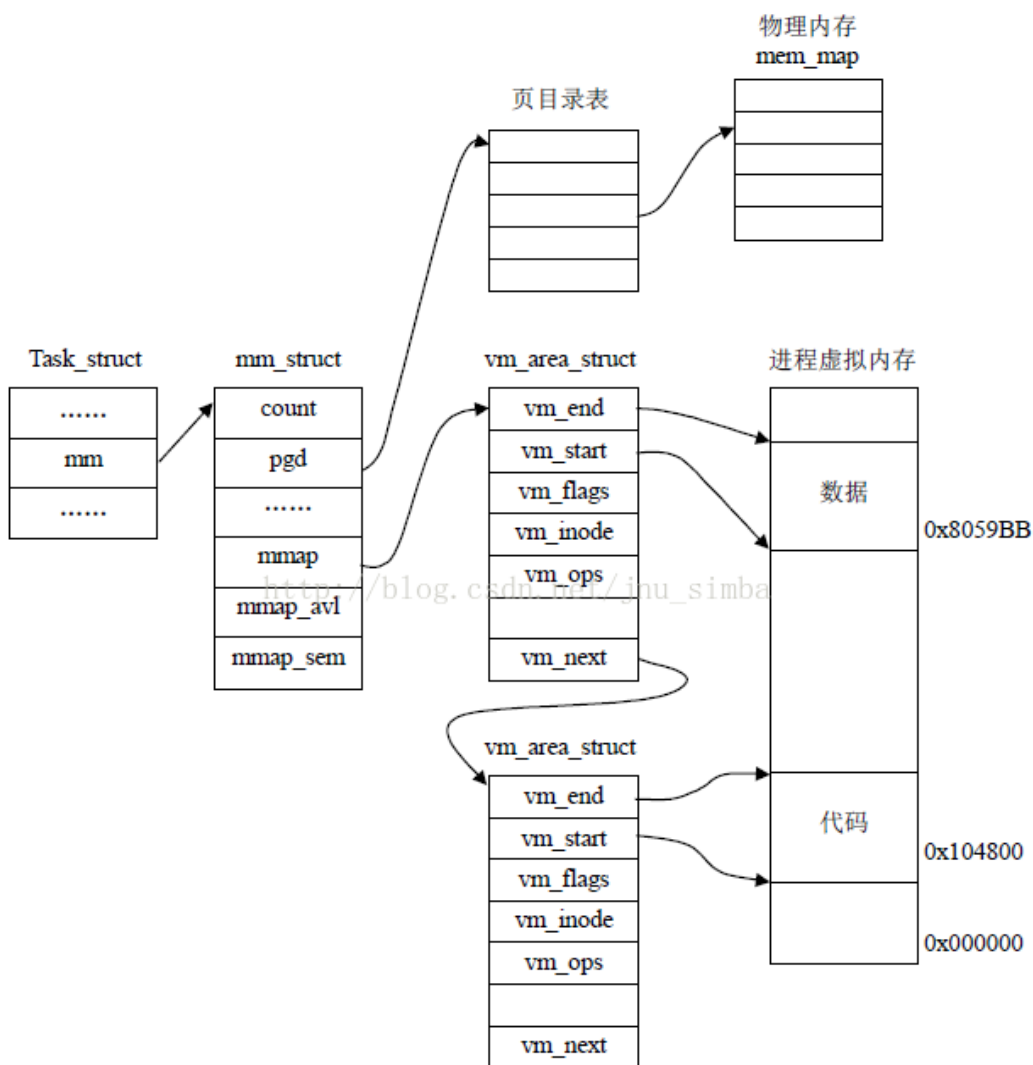 物理内存
mem_map
页目录表
Task_struct
……
mm
……
mm_struct
count
pgd
……
mmap
mmap_avl
mmap_sem
vm_area_struct
vm_end
vm_start
vm_flags
vm_inode
vm_ops
vm_next
进程虚拟内存
数据
0x8059BB
代码
0x104800
0x000000
http://blog.csdn.net/jnu_simba
vm_area_struct
vm_end
vm_start
vm_flags
vm_inode
vm_ops
vm_next